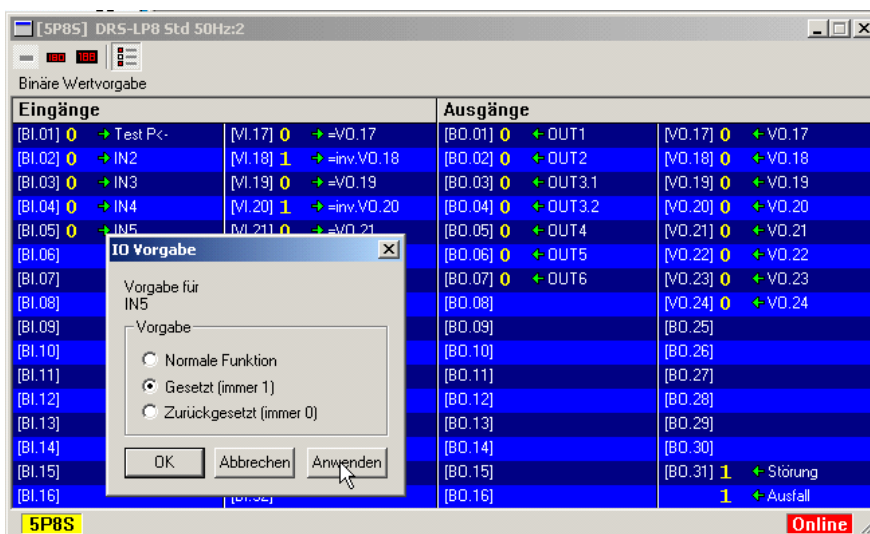 [5P8S] DRS-LP8 Std 50Hz:2
Binäre Wertvorgabe
Eingänge Ausgänge
[BI.01] 0 Test P<- [VI.17] 0 =VO.17 [BO.01] 0 OUT1 [VO.17] 0 VO.17
[BI.02] 0 IN2 [VI.18] 1 =inv.VO.18 [BO.02] 0 OUT2 [VO.18] 0 VO.18
[BI.03] 0 IN3 [VI.19] 0 =VO.19 [BO.03] 0 OUT3.1 [VO.19] 0 VO.19
[BI.04] 0 IN4 [VI.20] 1 =inv.VO.20 [BO.04] 0 OUT3.2 [VO.20] 0 VO.20
[BI.05] 0 IN5 [VI.21] 0 =VO.21 [BO.05] 0 OUT4 [VO.21] 0 VO.21
[BI.06] [BO.06] 0 OUT5 [VO.22] 0 VO.22
[BI.07] [BO.07] 0 OUT6 [VO.23] 0 VO.23
[BI.08] [BO.08] [VO.24] 0 VO.24
[BI.09] [BO.09] [BO.25]
[BI.10] [BO.10] [BO.26]
[BI.11] [BO.11] [BO.27]
[BI.12] [BO.12] [BO.28]
[BI.13] [BO.13] [BO.29]
[BI.14] [BO.14] [BO.30]
[BI.15] [BO.15] [BO.31] 1 Störung
[BI.16] [BO.16] 1 Ausfall
IO Vorgabe
Vorgabe für
IN5
Vorgabe
Normale Funktion
Gesetzt (immer 1)
Zurückgesetzt (immer 0)
OK Abbrechen Anwenden
5P8S Online